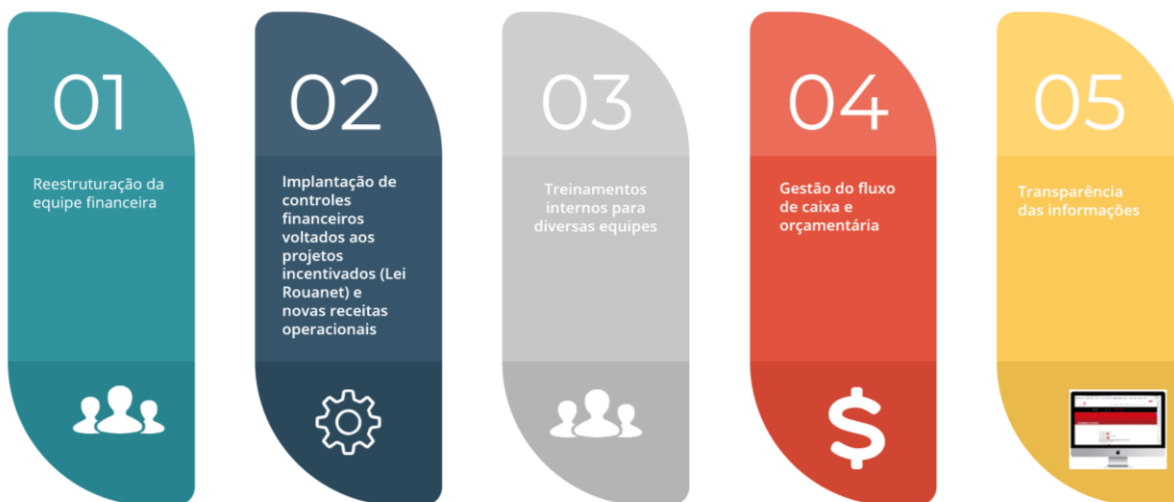 01
Reestruturação da
equipe financeira
02
Implantação de
controles
financeiros
voltados aos
projetos
incentivados (Lei
Rouanet) e
novas receitas
operacionais
03
Treinamentos
internos para
diversas equipes
04
Gestão do fluxo
de caixa e
orçamentária
$
05
Transparência
das informações